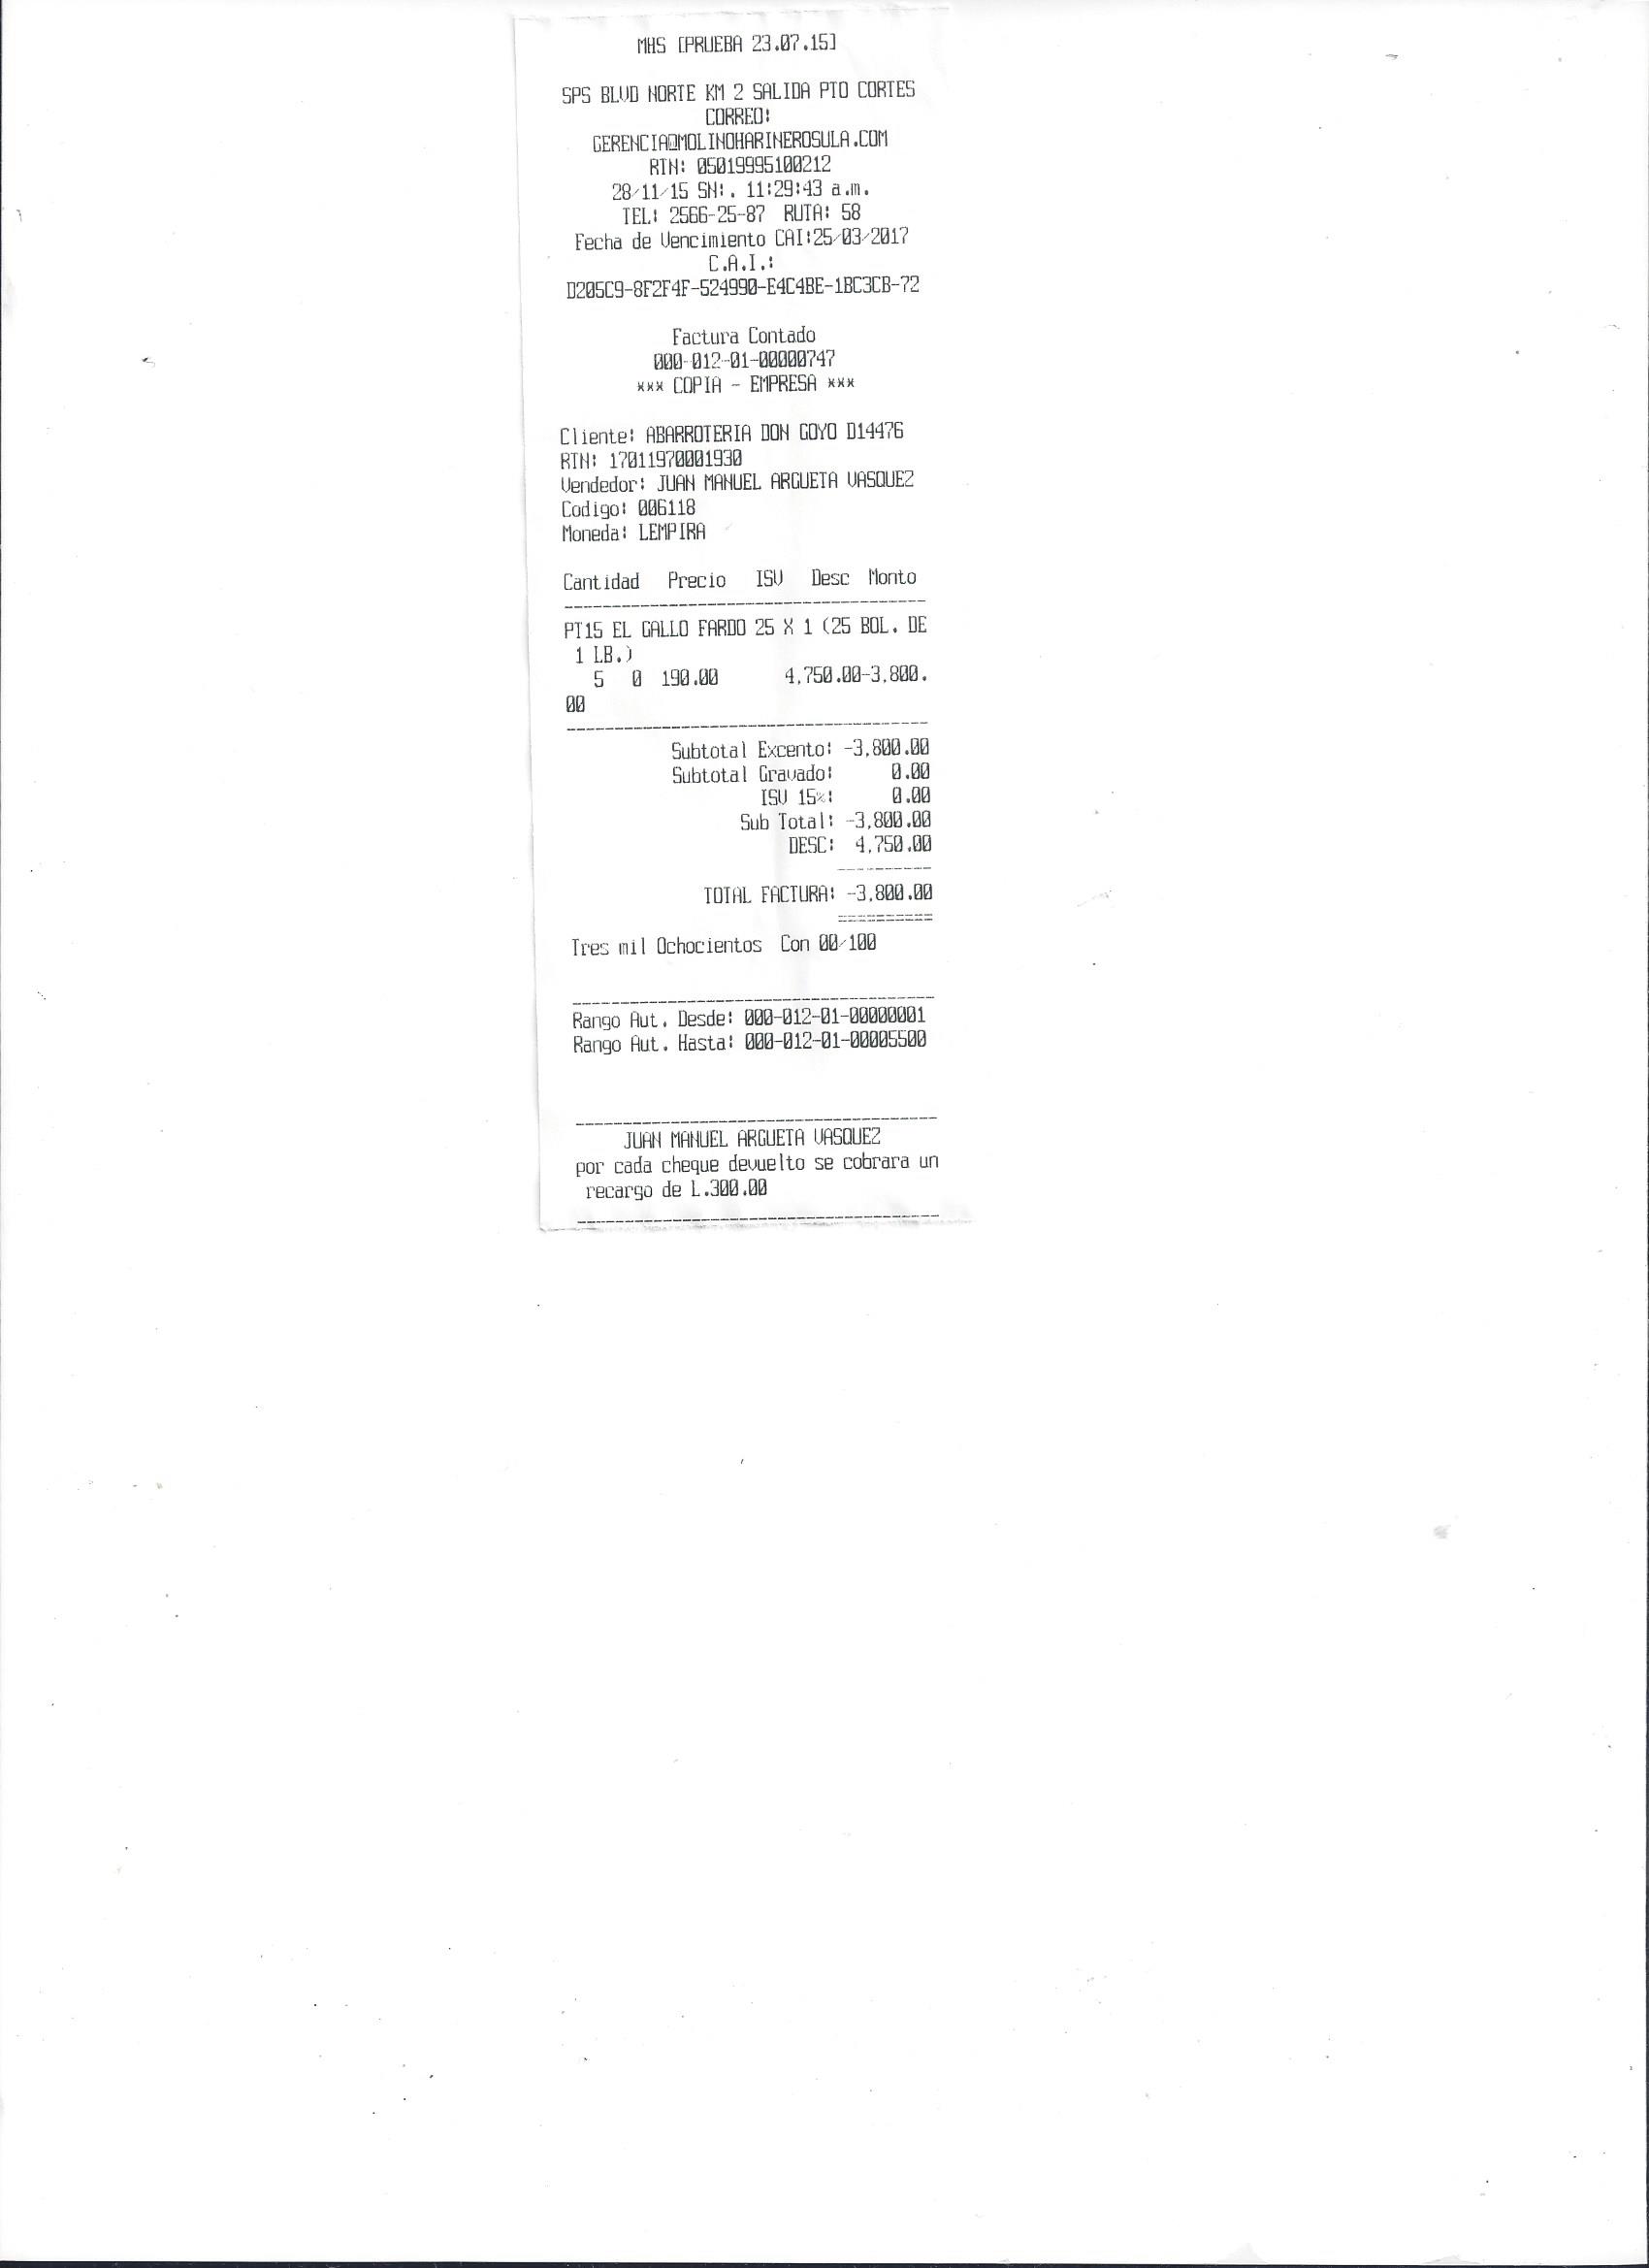 MHS [PRUEBA 23.07.15]
SPS BLVD NORTE KM 2 SALIDA PTO CORTES
CORREO:
GERENCIA@MOLINOHARINEROSULA.COM
RTN: 05019995100212
28/11/15 SN:. 11:29:43 a.m.
TEL: 2566-25-87 RUTA: 58
Fecha de Vencimiento CAI:25/03/2017
C.A.I.:
D205C9-8F2F4F-524990-E4C4BE-1BC3CB-72
Factura Contado
000-012-01-00000747
*** COPIA - EMPRESA ***
Cliente: ABARROTERIA DON GOYO D14476
RTN: 17011970001930
Vendedor: JUAN MANUEL ARGUETA VASQUEZ
Codigo: 006118
Moneda: LEMPIRA
Cantidad Precio ISV Desc Monto
PT15 EL GALLO FARDO 25 X 1 (25 BOL. DE
1 LB.)
5 0 190.00 4,750.00-3,800.
00
Subtotal Excento: -3,800.00
Subtotal Gravado: 0.00
ISV 15%: 0.00
Sub Total: -3,800.00
DESC: 4,750.00
TOTAL FACTURA: -3,800.00
Tres mil Ochocientos Con 00/100
Rango Aut. Desde: 000-012-01-00000001
Rango Aut. Hasta: 000-012-01-00005500
JUAN MANUEL ARGUETA VASQUEZ
por cada cheque devuelto se cobrara un
recargo de L.300.00